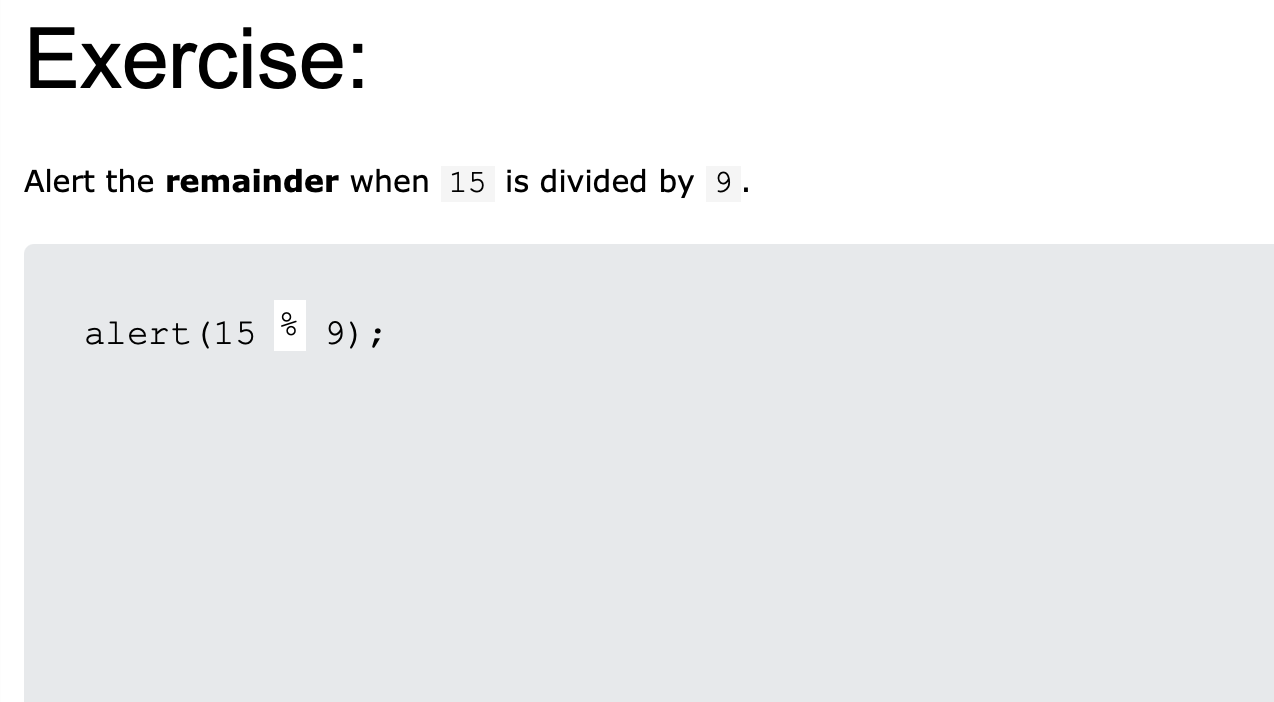 Exercise:
Alert the remainder when 15 is divided by 9.
alert(15 % 9);